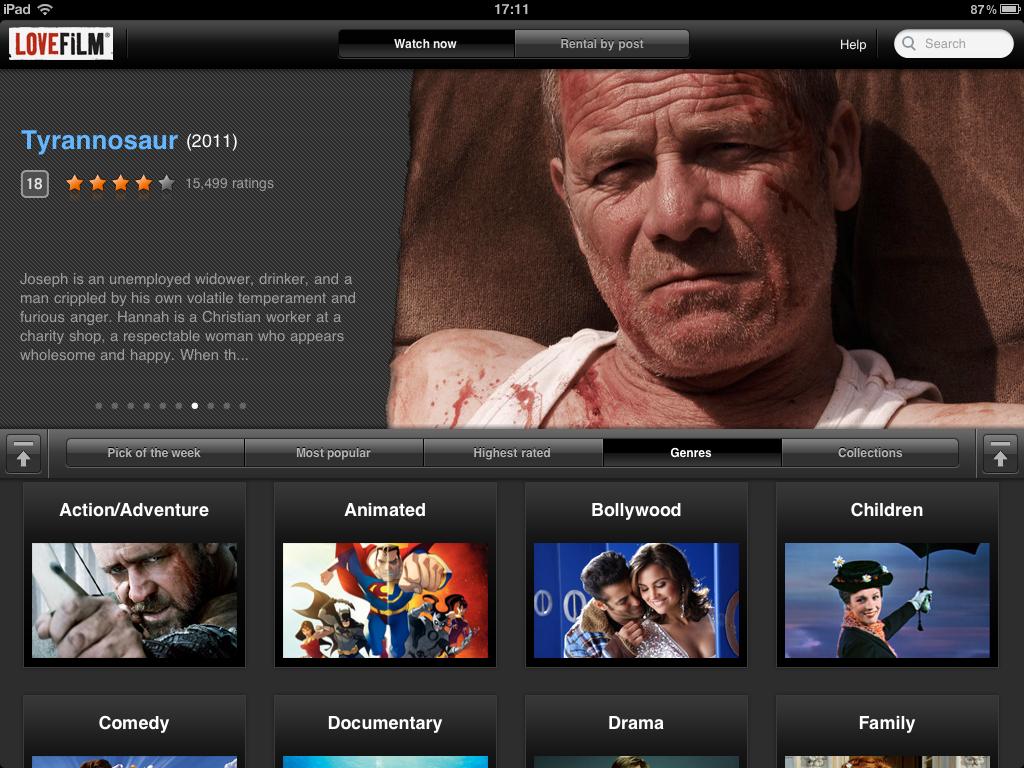 iPad 17:11 87%
LOVEFiLM®
Watch now
Rental by post
Help
Search
Tyrannosaur (2011)
18 15,499 ratings
Joseph is an unemployed widower, drinker, and a
man crippled by his own volatile temperament and
furious anger. Hannah is a Christian worker at a
charity shop, a respectable woman who appears
wholesome and happy. When th...
Pick of the week
Most popular
Highest rated
Genres
Collections
Action/Adventure
Animated
Bollywood
Children
Comedy
Documentary
Drama
Family